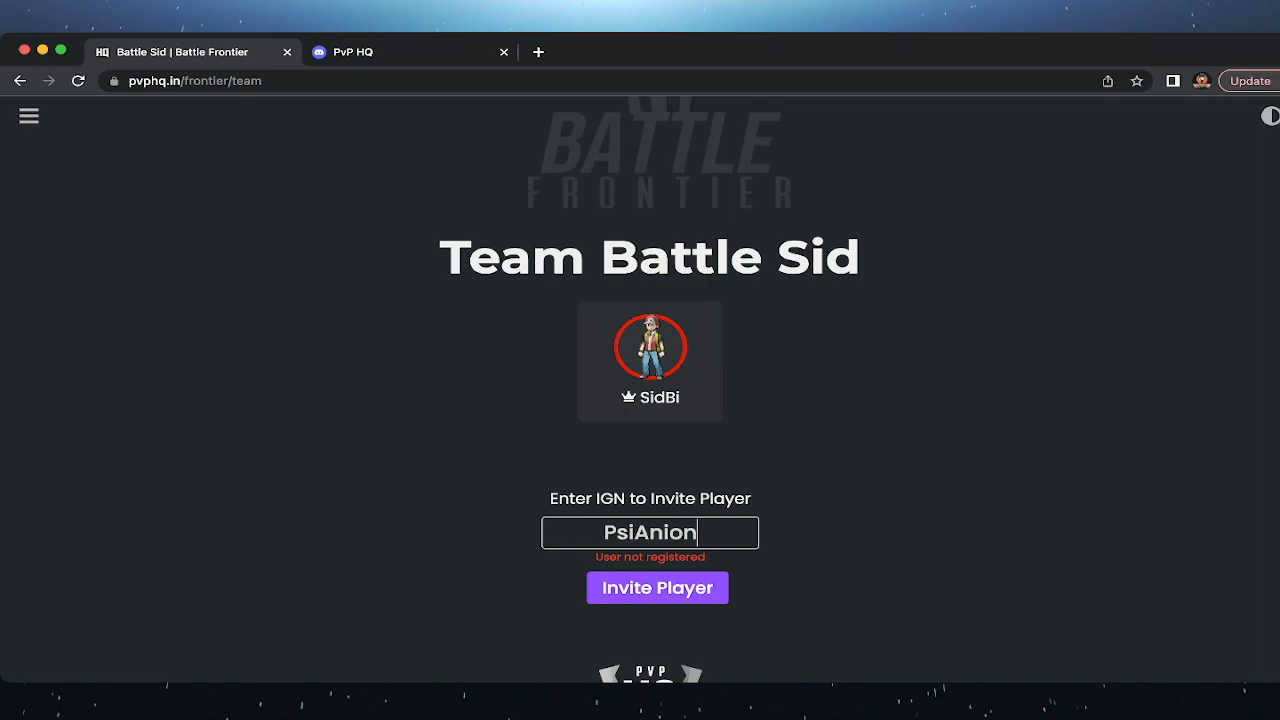 HQ Battle Sid | Battle Frontier
PvP HQ
pvphq.in/frontier/team
Update
BATTLE
FRONTIER
Team Battle Sid
SidBi
Enter IGN to Invite Player
PsiAnion
User not registered
Invite Player
PVP